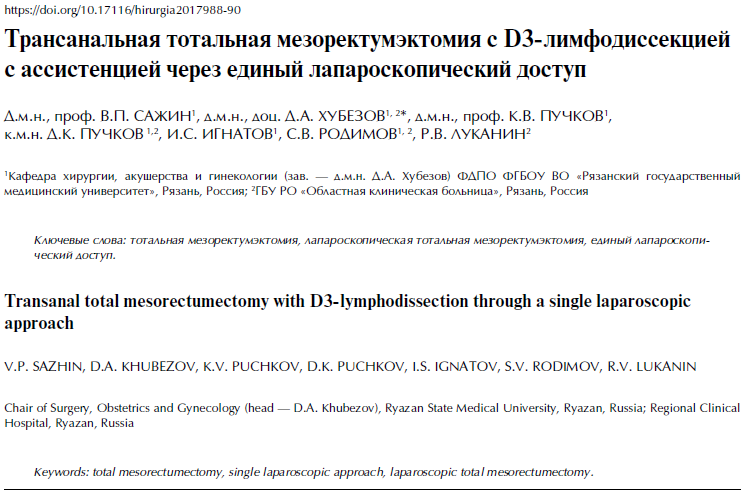 https://doi.org/10.17116/hirurgia2017988-90
Трансанальная тотальная мезоректумэктомия с D3-лимфодиссекцией
с ассистенцией через единый лапароскопический доступ
Д.м.н., проф. В.П. САЖИН¹, д.м.н., доц. Д.А. ХУБЕЗОВ¹, ²*, д.м.н., проф. К.В. ПУЧКОВ¹,
к.м.н. Д.К. ПУЧКОВ ¹,², И.С. ИГНАТОВ¹, С.В. РОДИМОВ¹, ², Р.В. ЛУКАНИН²
¹Кафедра хирургии, акушерства и гинекологии (зав. — д.м.н. Д.А. Хубезов) ФДПО ФГБОУ ВО «Рязанский государственный
медицинский университет», Рязань, Россия; ²ГБУ РО «Областная клиническая больница», Рязань, Россия
Ключевые слова: тотальная мезоректумэктомия, лапароскопическая тотальная мезоректумэктомия, единый лапароскопи-
ческий доступ.
Transanal total mesorectumectomy with D3-lymphodissection through a single laparoscopic
approach
V.P. SAZHIN, D.A. KHUBEZOV, K.V. PUCHKOV, D.K. PUCHKOV, I.S. IGNATOV, S.V. RODIMOV, R.V. LUKANIN
Chair of Surgery, Obstetrics and Gynecology (head — D.A. Khubezov), Ryazan State Medical University, Ryazan, Russia; Regional Clinical
Hospital, Ryazan, Russia
Keywords: total mesorectumectomy, single laparoscopic approach, laparoscopic total mesorectumectomy.